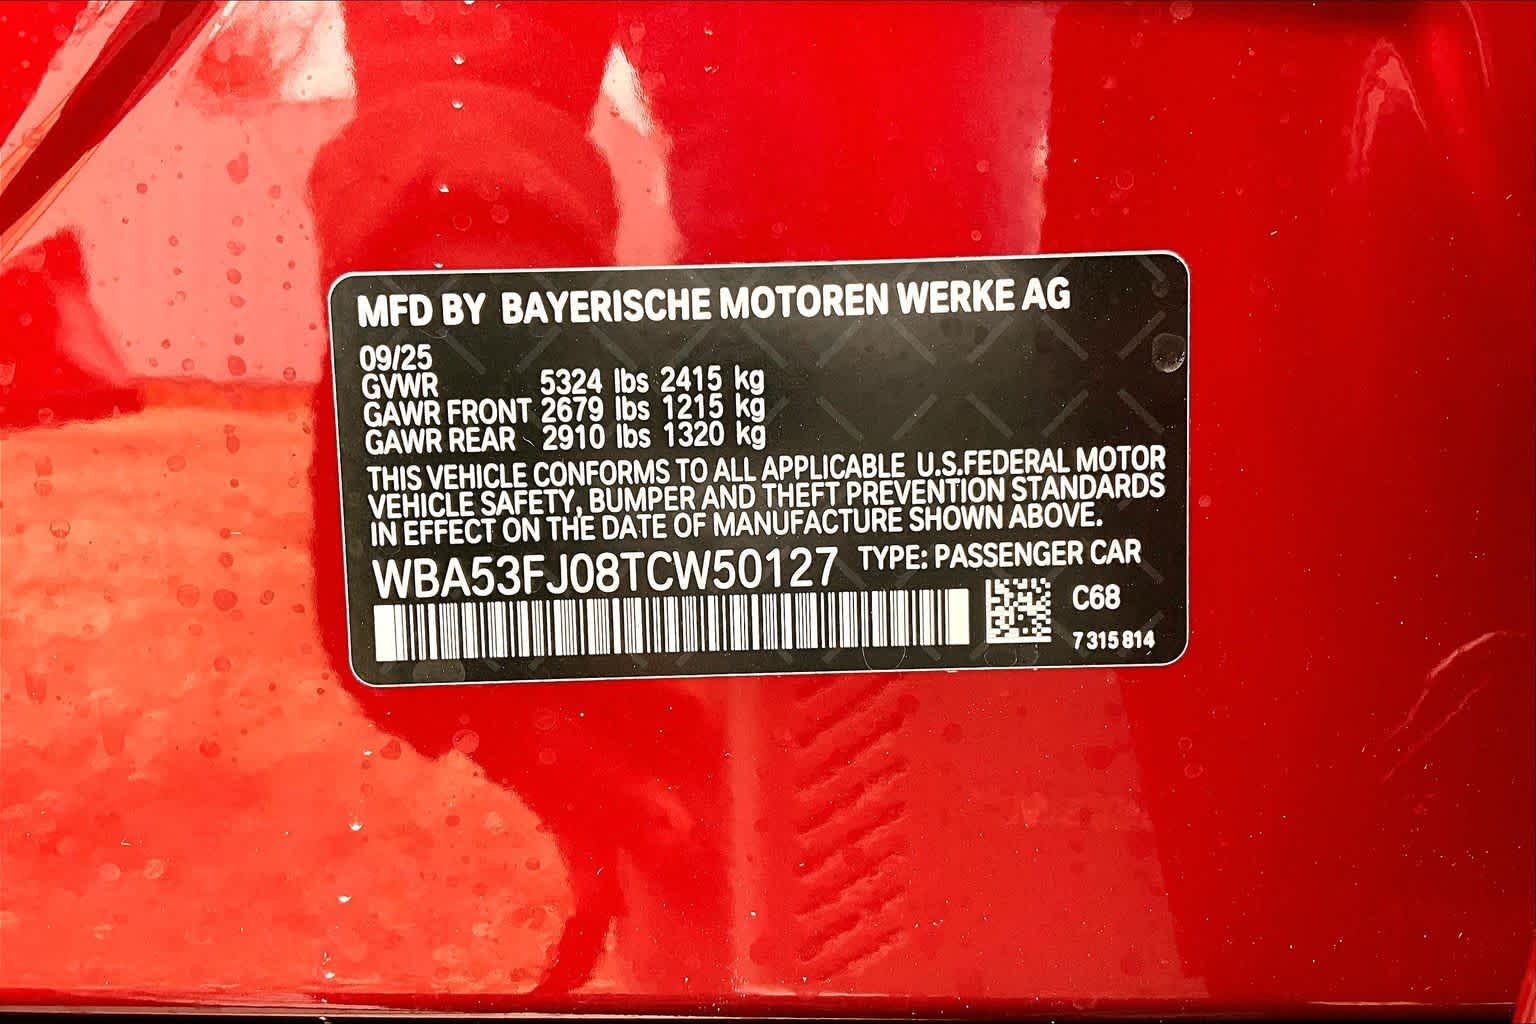 MFD BY BAYERISCHE MOTOREN WERKE AG
09/25
GVWR 5324 lbs 2415 kg
GAWR FRONT 2679 lbs 1215 kg
GAWR REAR 2910 lbs 1320 kg
THIS VEHICLE CONFORMS TO ALL APPLICABLE U.S.FEDERAL MOTOR
VEHICLE SAFETY, BUMPER AND THEFT PREVENTION STANDARDS
IN EFFECT ON THE DATE OF MANUFACTURE SHOWN ABOVE.
WBA53FJ08TCW50127 TYPE: PASSENGER CAR
C68
7 315 814